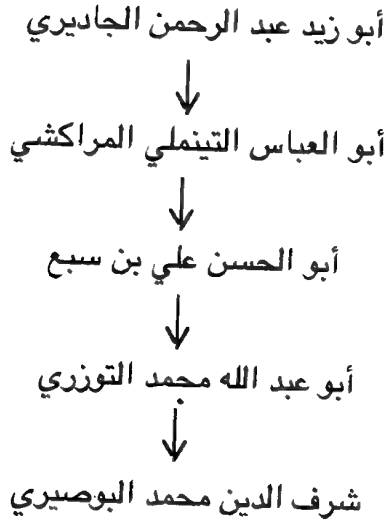 أبو زيد عبد الرحمن الجاديري
أبو العباس التينملي المراكشي
أبو الحسن علي بن سبع
أبو عبد الله محمد التوزري
شرف الدين محمد البوصيري